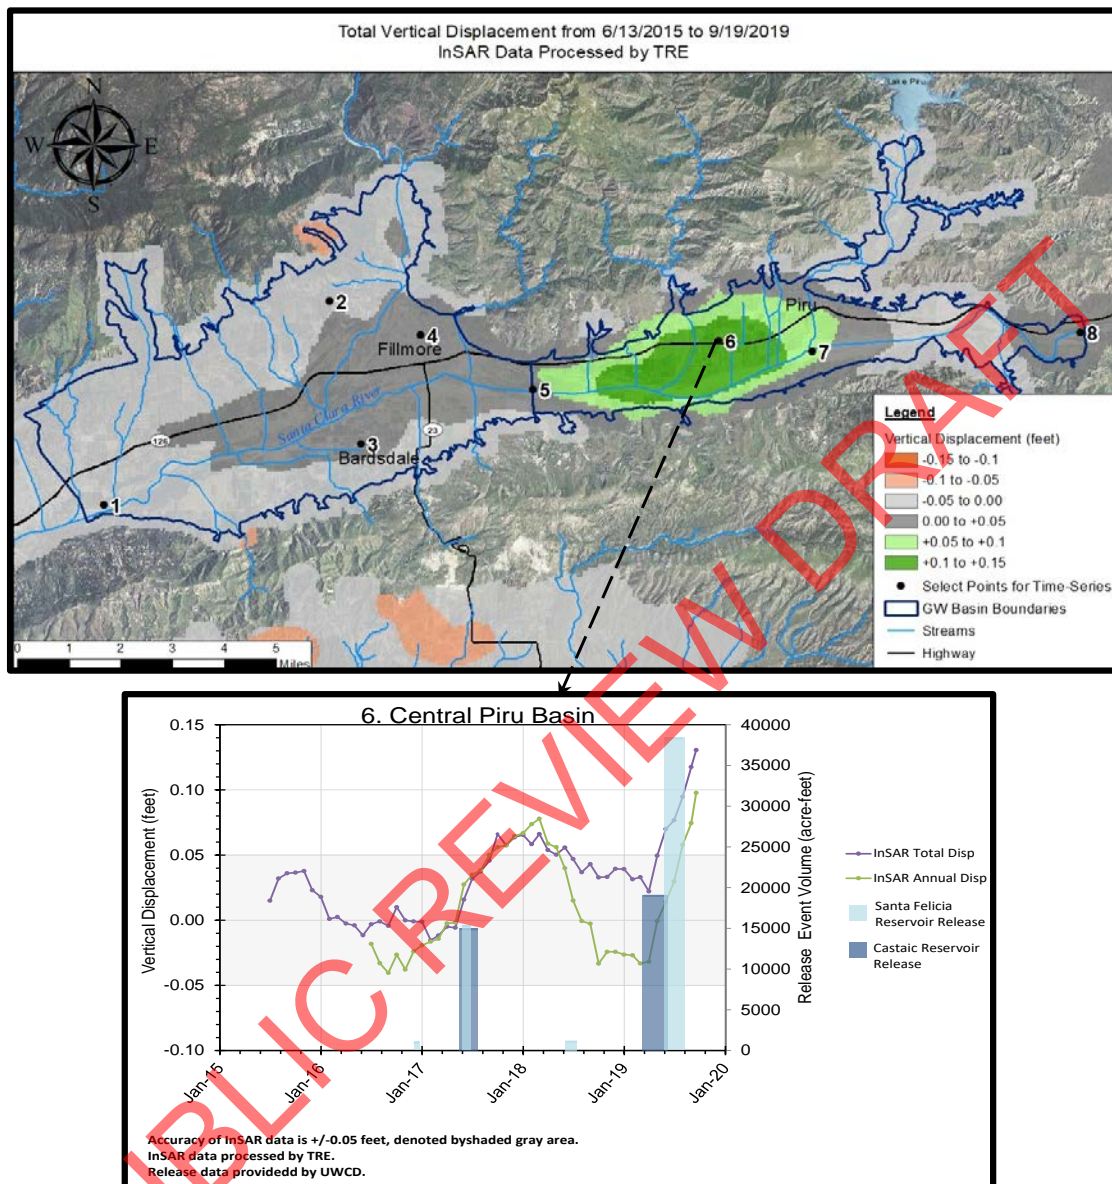 Total Vertical Displacement from 6/13/2015 to 9/19/2019
InSAR Data Processed by TRE
N
W
E
S
Lake Piru
1
2
3
4
5
6
7
8
Fillmore
Piru
Bardsdale
Santa Clara River
126
23
0 1 2 3 4 5
Miles
Legend
Vertical Displacement (feet)
-0.15 to -0.1
-0.1 to -0.05
-0.05 to 0.00
0.00 to +0.05
+0.05 to +0.1
+0.1 to +0.15
Select Points for Time-Series
GW Basin Boundaries
Streams
Highway
6. Central Piru Basin
Vertical Displacement (feet)
0.15
0.10
0.05
0.00
-0.05
-0.10
40000
35000
30000
25000
20000
15000
10000
5000
0
Release Event Volume (acre-feet)
Jan-15
Jan-16
Jan-17
Jan-18
Jan-19
Jan-20
InSAR Total Disp
InSAR Annual Disp
Santa Felicia
Reservoir Release
Castaic Reservoir
Release
Accuracy of InSAR data is +/-0.05 feet, denoted byshaded gray area.
InSAR data processed by TRE.
Release data providedd by UWCD.
BLIC REVIEW DRAFT